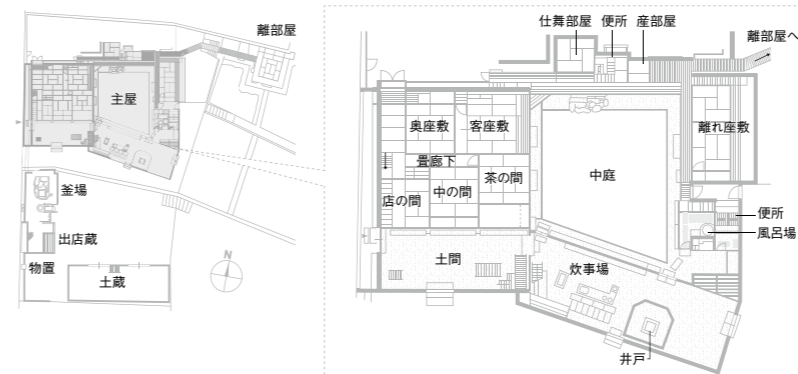 離部屋
主屋
釜場
出店蔵
物置
土蔵
N
仕舞部屋
便所
産部屋
離部屋へ
奥座敷
客座敷
離れ座敷
畳廊下
茶の間
中庭
中の間
店の間
便所
風呂場
土間
炊事場
井戸